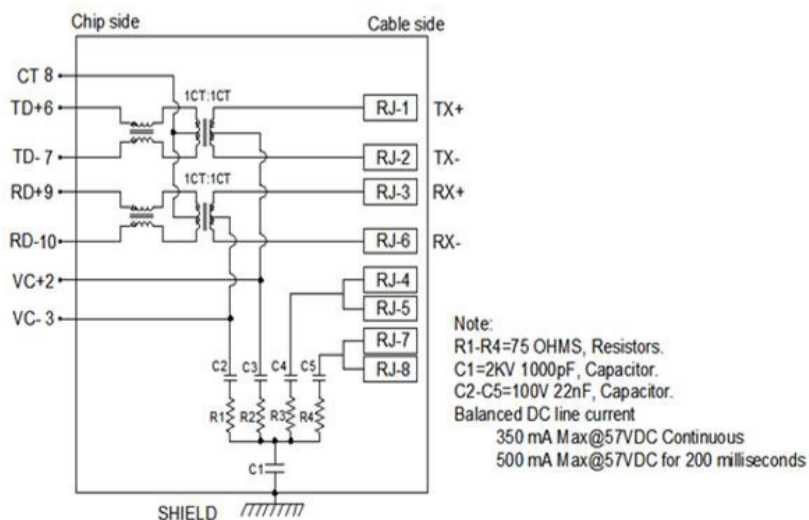 Chip side
Cable side
CT 8
TD+6
1CT:1CT
RJ-1 TX+
TD- 7
RJ-2 TX-
RD+9
1CT:1CT
RJ-3 RX+
RD-10
RJ-6 RX-
VC+2
RJ-4
RJ-5
VC- 3
RJ-7
RJ-8
C2 C3 C4 C5
R1 R2 R3 R4
C1
SHIELD
Note:
R1-R4=75 OHMS, Resistors.
C1=2KV 1000pF, Capacitor.
C2-C5=100V 22nF, Capacitor.
Balanced DC line current
350 mA Max@57VDC Continuous
500 mA Max@57VDC for 200 milliseconds